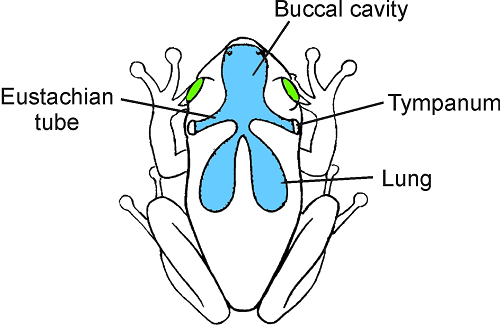 Buccal cavity
Eustachian
tube
Tympanum
Lung